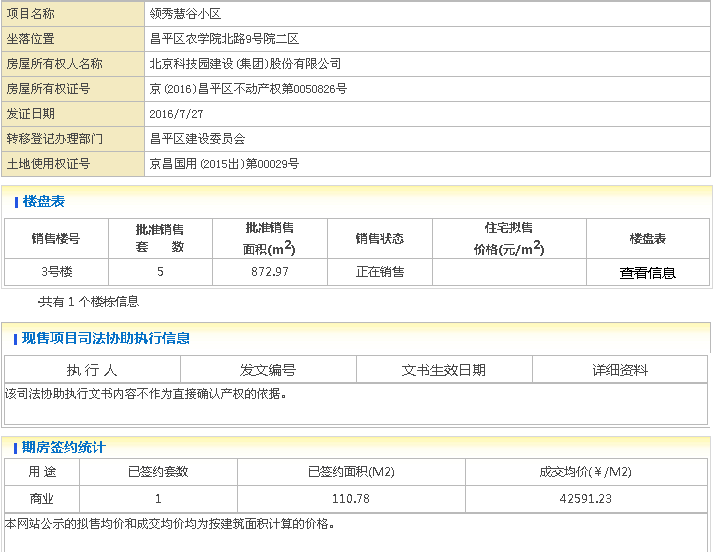 项目名称 领秀慧谷小区
坐落位置 昌平区农学院北路9号院二区
房屋所有权人名称 北京科技园建设(集团)股份有限公司
房屋所有权证号 京(2016)昌平区不动产权第0050826号
发证日期 2016/7/27
转移登记办理部门 昌平区建设委员会
土地使用权证号 京昌国用(2015出)第00029号
楼盘表
销售楼号 批准销售套 数 批准销售面积(m²) 销售状态 住宅拟售价格(元/m²) 楼盘表
3号楼 5 872.97 正在销售 查看信息
·共有 1 个楼栋信息
现售项目司法协助执行信息
执 行 人 发文编号 文书生效日期 详细资料
该司法协助执行文书内容不作为直接确认产权的依据。
期房签约统计
用 途 已签约套数 已签约面积(M2) 成交均价(￥/M2)
商业 1 110.78 42591.23
本网站公示的拟售均价和成交均价均为按建筑面积计算的价格。